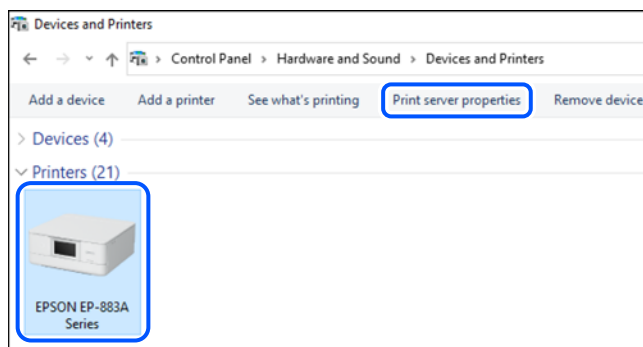 Devices and Printers
Control Panel > Hardware and Sound > Devices and Printers
Add a device Add a printer See what's printing Print server properties Remove device
Devices (4)
Printers (21)
EPSON EP-883A
Series